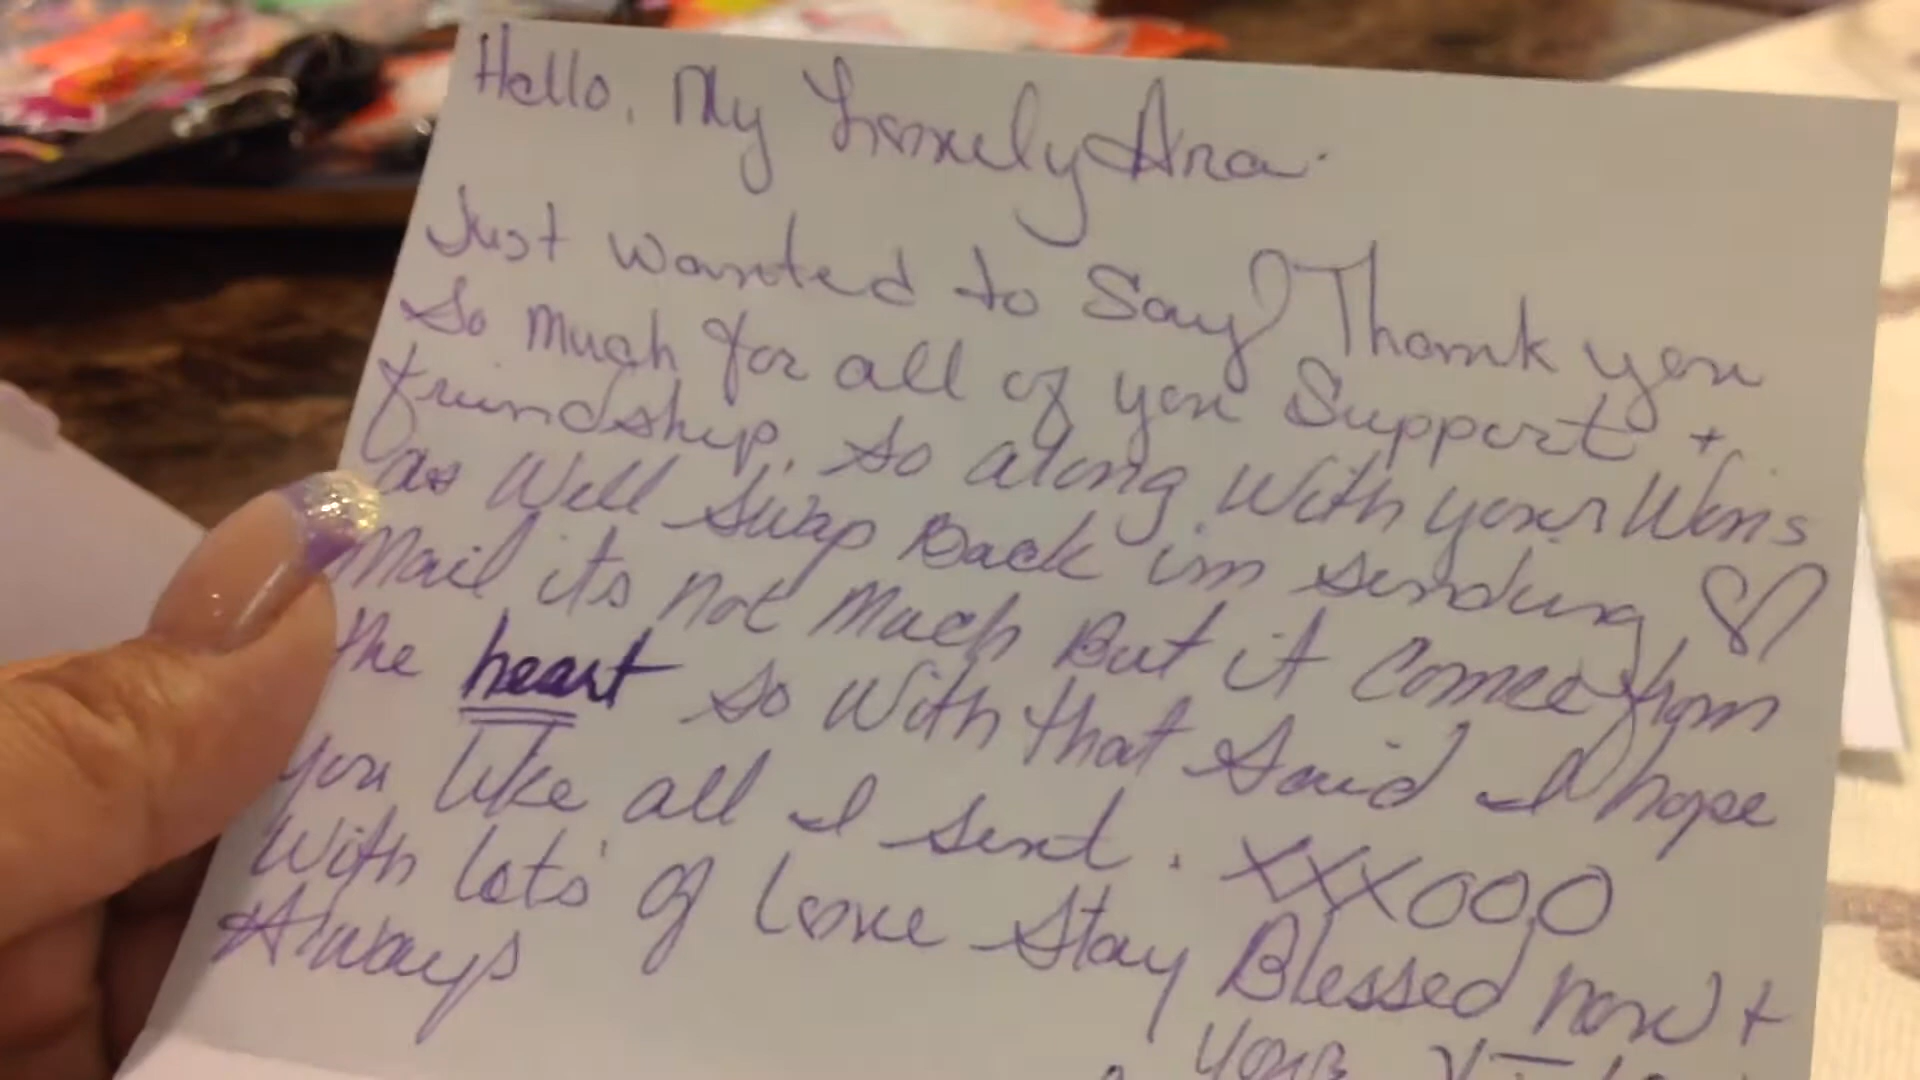 Hello, My Lovely Ana.
Just wanted to Say Thank you
So Much for all of you Support +
friendship. So along With your Wins
as Well Swap Back im sending
Mail its not Much But it Comes from
the heart so With that Said I hope
you like all I sent. XXXOOO
With lots' of Love Stay Blessed now +
Always
Your